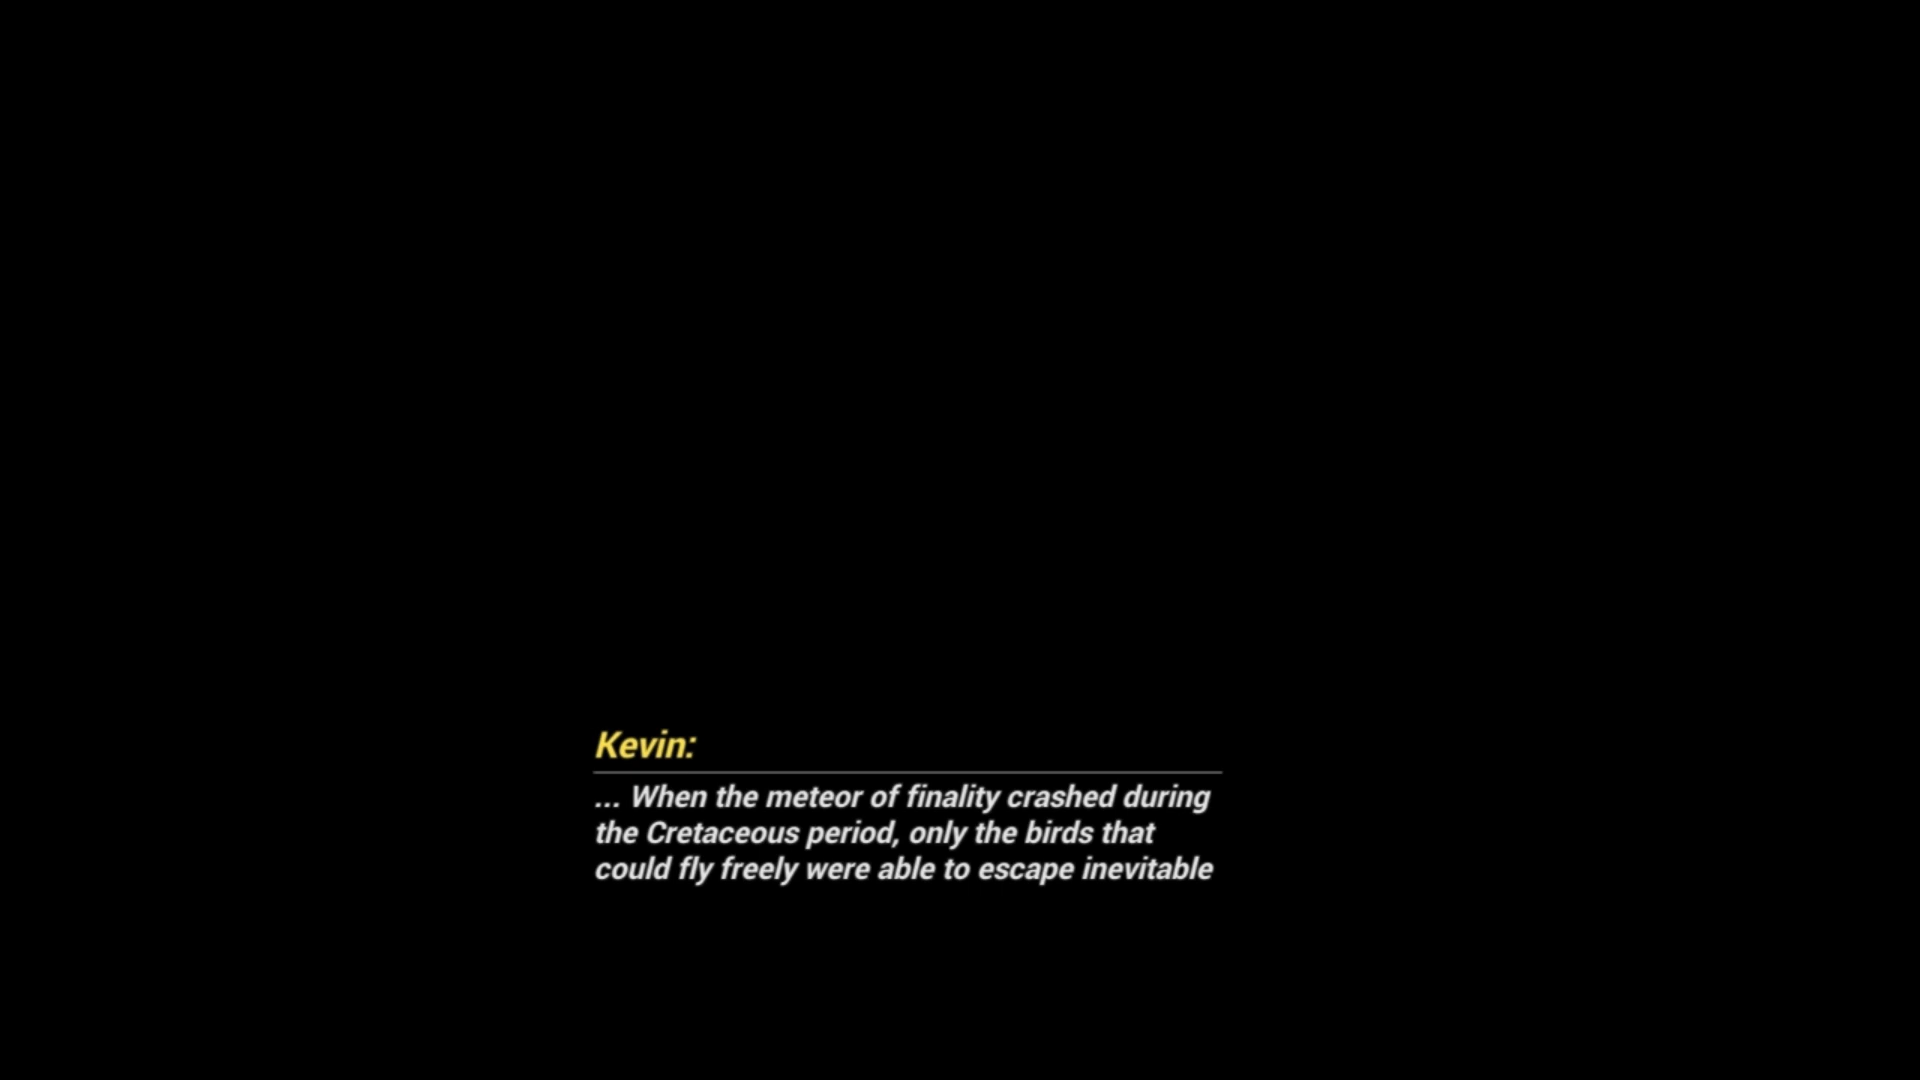 Kevin:
... When the meteor of finality crashed during
the Cretaceous period, only the birds that
could fly freely were able to escape inevitable